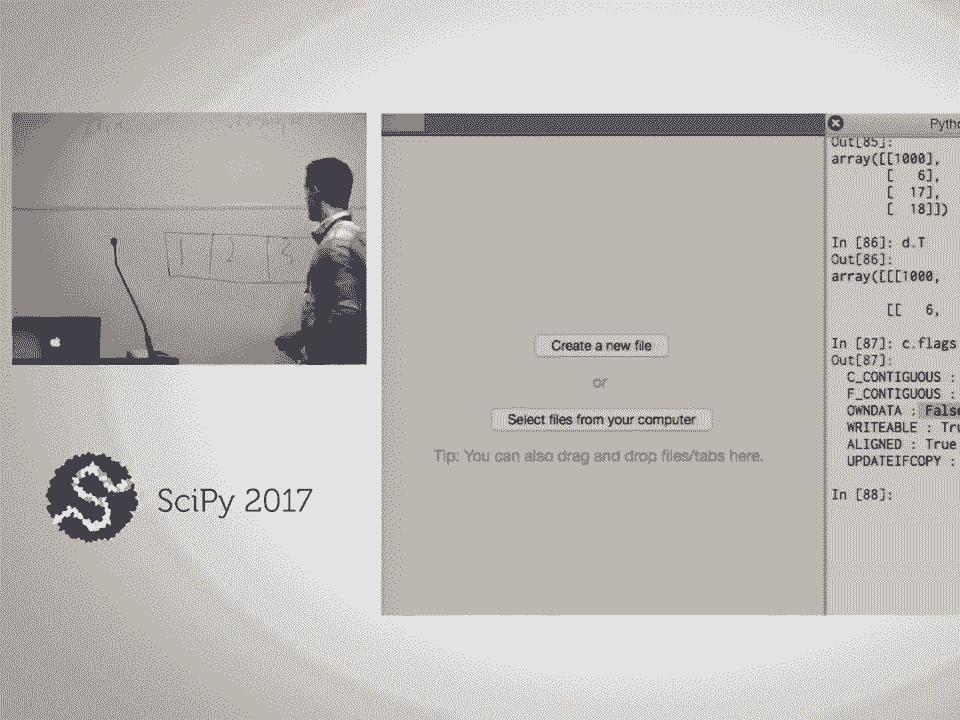 1 2 3
SciPy 2017
Create a new file
or
Select files from your computer
Tip: You can also drag and drop files/tabs here.
Pytho
Out[85]:
array([[1000],
[ 6],
[ 17],
[ 18]])
In [86]: d.T
Out[86]:
array([[[1000,
[[ 6,
In [87]: c.flags
Out[87]:
C_CONTIGUOUS :
F_CONTIGUOUS :
OWNDATA : False
WRITEABLE : Tru
ALIGNED : True
UPDATEIFCOPY :
In [88]: